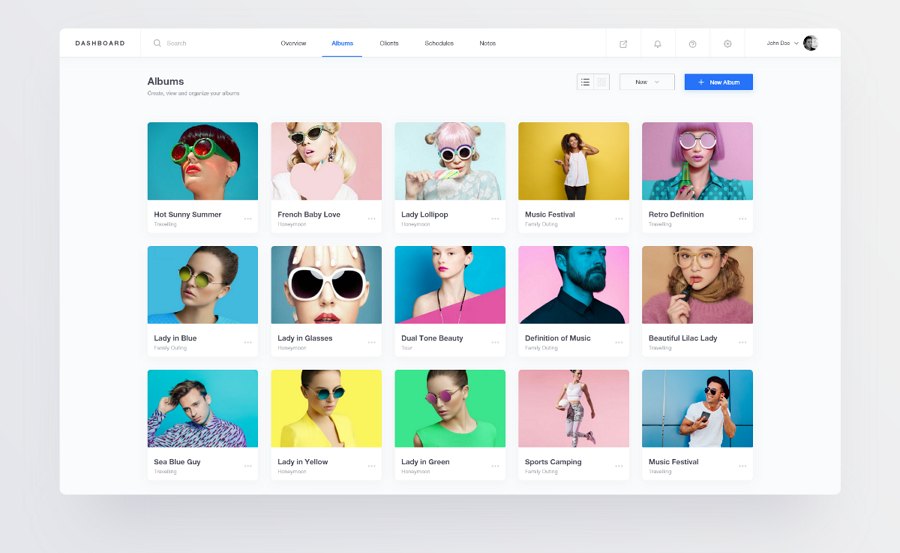 DASHBOARD
Search
Overview
Albums
Clients
Schedules
Notes
John Doe
Albums
Create, view and organize your albums
New Album
Hot Sunny Summer
Travelling
French Baby Love
Honeymoon
Lady Lollipop
Honeymoon
Music Festival
Family Outing
Retro Definition
Travelling
Lady in Blue
Family Outing
Lady in Glasses
Honeymoon
Dual Tone Beauty
Tour
Definition of Music
Family Outing
Beautiful Lilac Lady
Travelling
Sea Blue Guy
Travelling
Lady in Yellow
Honeymoon
Lady in Green
Honeymoon
Sports Camping
Family Outing
Music Festival
Travelling